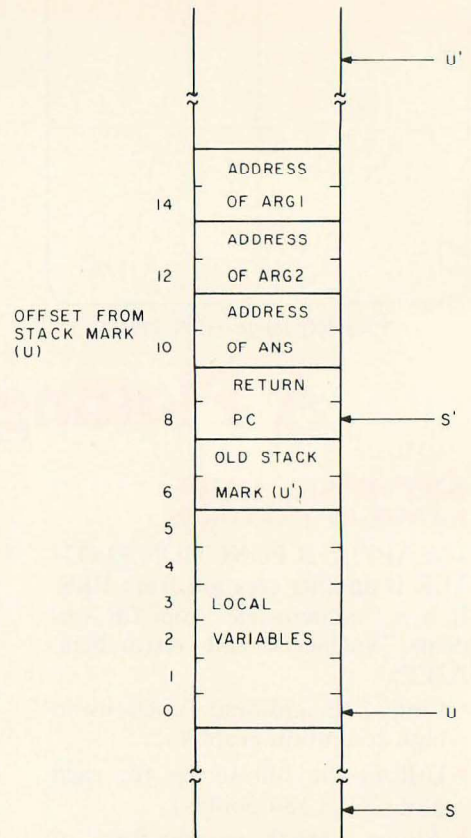 U'
ADDRESS
14 OF ARG1
ADDRESS
12 OF ARG2
OFFSET FROM
STACK MARK
(U)
ADDRESS
10 OF ANS
RETURN
8 PC S'
OLD STACK
6 MARK (U')
5
4
3 LOCAL
2 VARIABLES
1
0 U
S